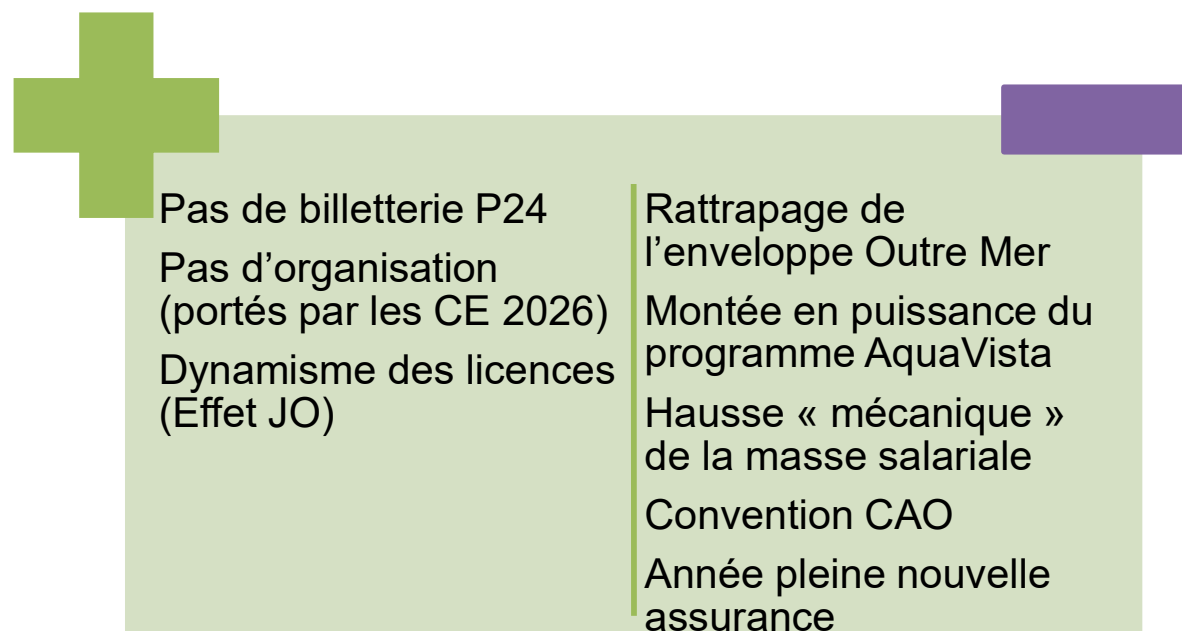 Pas de billetterie P24
Pas d’organisation
(portés par les CE 2026)
Dynamisme des licences
(Effet JO)
Rattrapage de
l’enveloppe Outre Mer
Montée en puissance du
programme AquaVista
Hausse « mécanique »
de la masse salariale
Convention CAO
Année pleine nouvelle
assurance